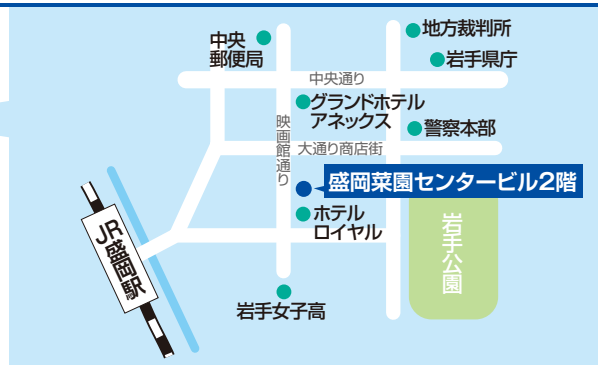 地方裁判所
中央
郵便局
岩手県庁
中央通り
グランドホテル
アネックス
警察本部
映画館通り
大通り商店街
盛岡菜園センタービル2階
ホテル
ロイヤル
岩手公園
JR盛岡駅
岩手女子高